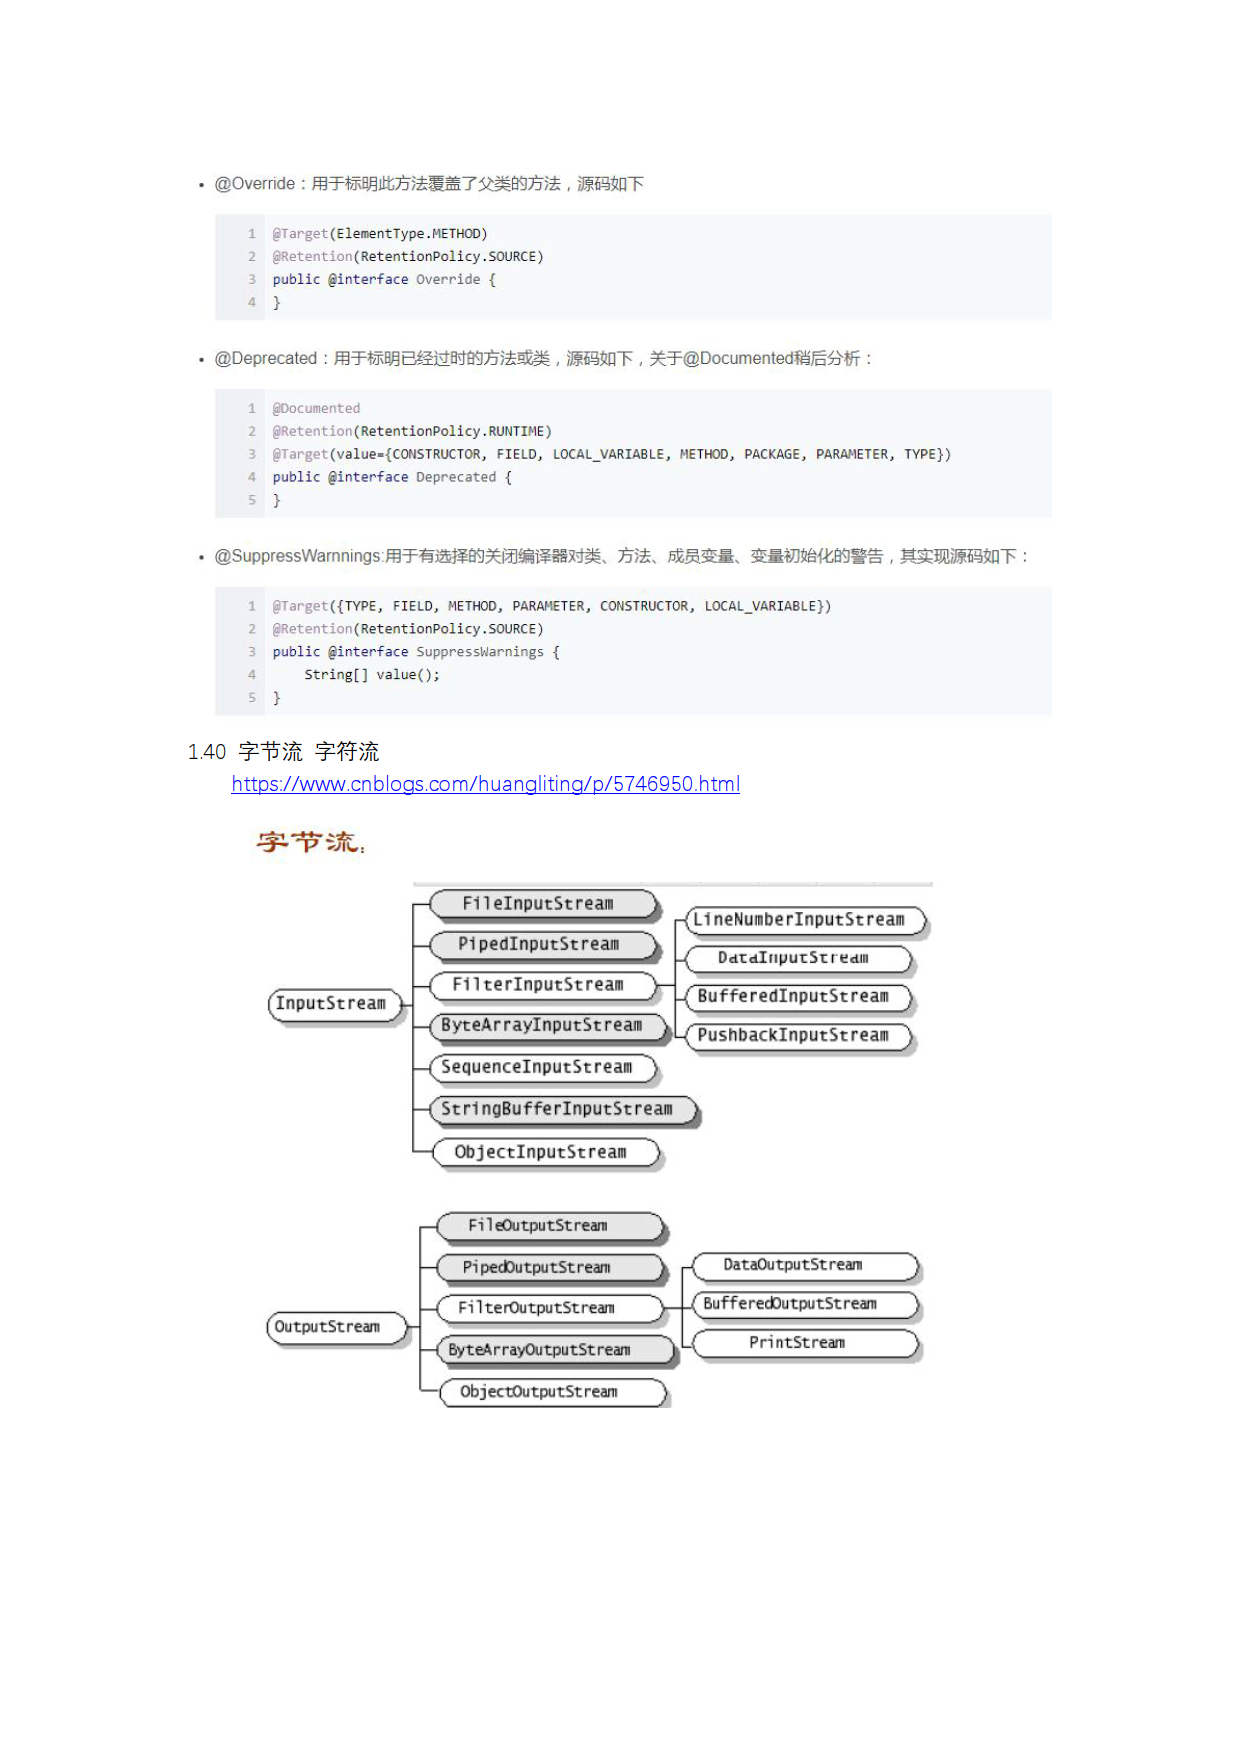 • @Override：用于标明此方法覆盖了父类的方法，源码如下
1 @Target(ElementType.METHOD)
2 @Retention(RetentionPolicy.SOURCE)
3 public @interface Override {
4 }
• @Deprecated：用于标明已经过时的方法或类，源码如下，关于@Documented稍后分析：
1 @Documented
2 @Retention(RetentionPolicy.RUNTIME)
3 @Target(value={CONSTRUCTOR, FIELD, LOCAL_VARIABLE, METHOD, PACKAGE, PARAMETER, TYPE})
4 public @interface Deprecated {
5 }
• @SuppressWarnnings:用于有选择的关闭编译器对类、方法、成员变量、变量初始化的警告，其实现源码如下：
1 @Target({TYPE, FIELD, METHOD, PARAMETER, CONSTRUCTOR, LOCAL_VARIABLE})
2 @Retention(RetentionPolicy.SOURCE)
3 public @interface SuppressWarnings {
4 String[] value();
5 }
1.40 字节流 字符流
https://www.cnblogs.com/huangliting/p/5746950.html
字节流：
InputStream
FileInputStream
PipedInputStream
FilterInputStream
ByteArrayInputStream
SequenceInputStream
StringBufferInputStream
ObjectInputStream
LineNumberInputStream
DataInputStream
BufferedInputStream
PushbackInputStream
OutputStream
FileOutputStream
PipedOutputStream
FilterOutputStream
ByteArrayOutputStream
ObjectOutputStream
DataOutputStream
BufferedOutputStream
PrintStream